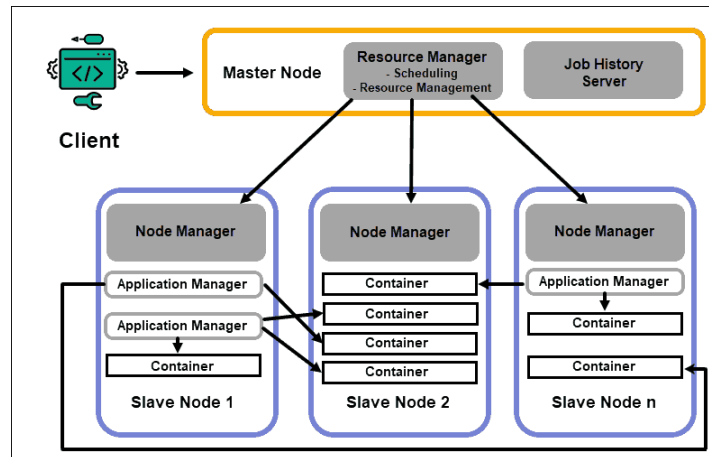 </>
Client
Master Node
Resource Manager
- Scheduling
- Resource Management
Job History
Server
Node Manager
Application Manager
Application Manager
Container
Slave Node 1
Node Manager
Container
Container
Container
Container
Slave Node 2
Node Manager
Application Manager
Container
Container
Slave Node n